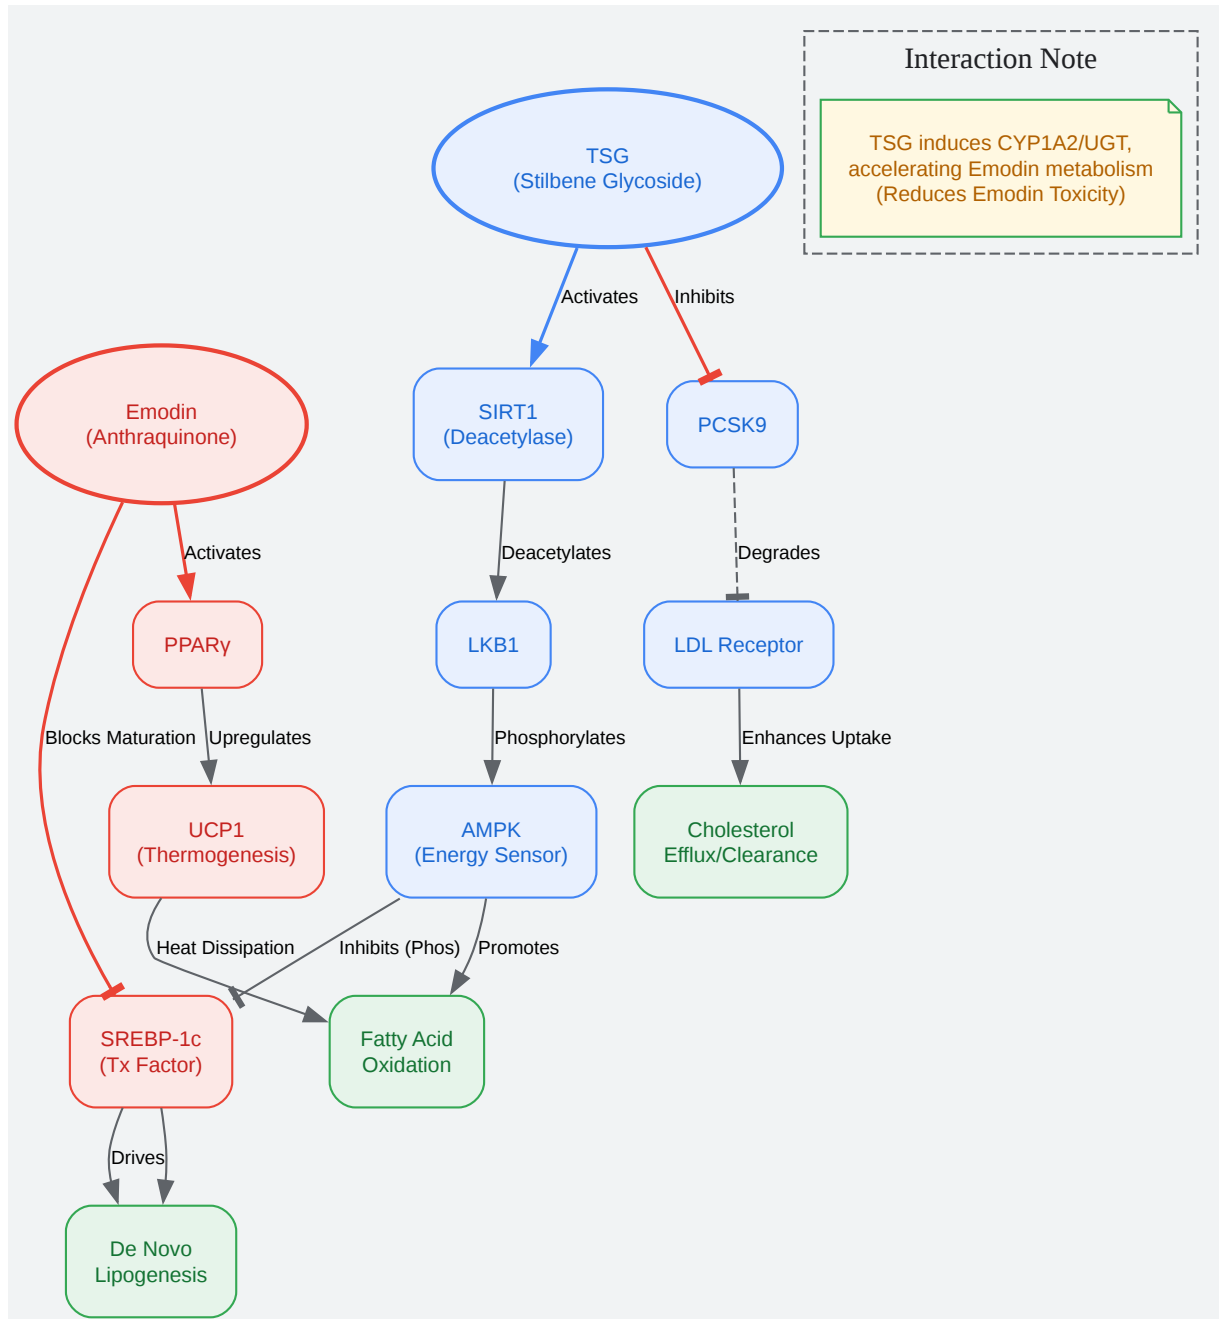 Interaction Note
TSG induces CYP1A2/UGT,
accelerating Emodin metabolism
(Reduces Emodin Toxicity)
TSG
(Stilbene Glycoside)
Activates
Inhibits
Emodin
(Anthraquinone)
SIRT1
(Deacetylase)
PCSK9
Activates
Deacetylates
Degrades
PPARγ
LKB1
LDL Receptor
Blocks Maturation
Upregulates
Phosphorylates
Enhances Uptake
UCP1
(Thermogenesis)
AMPK
(Energy Sensor)
Cholesterol
Efflux/Clearance
Heat Dissipation
Inhibits (Phos)
Promotes
SREBP-1c
(Tx Factor)
Fatty Acid
Oxidation
Drives
De Novo
Lipogenesis